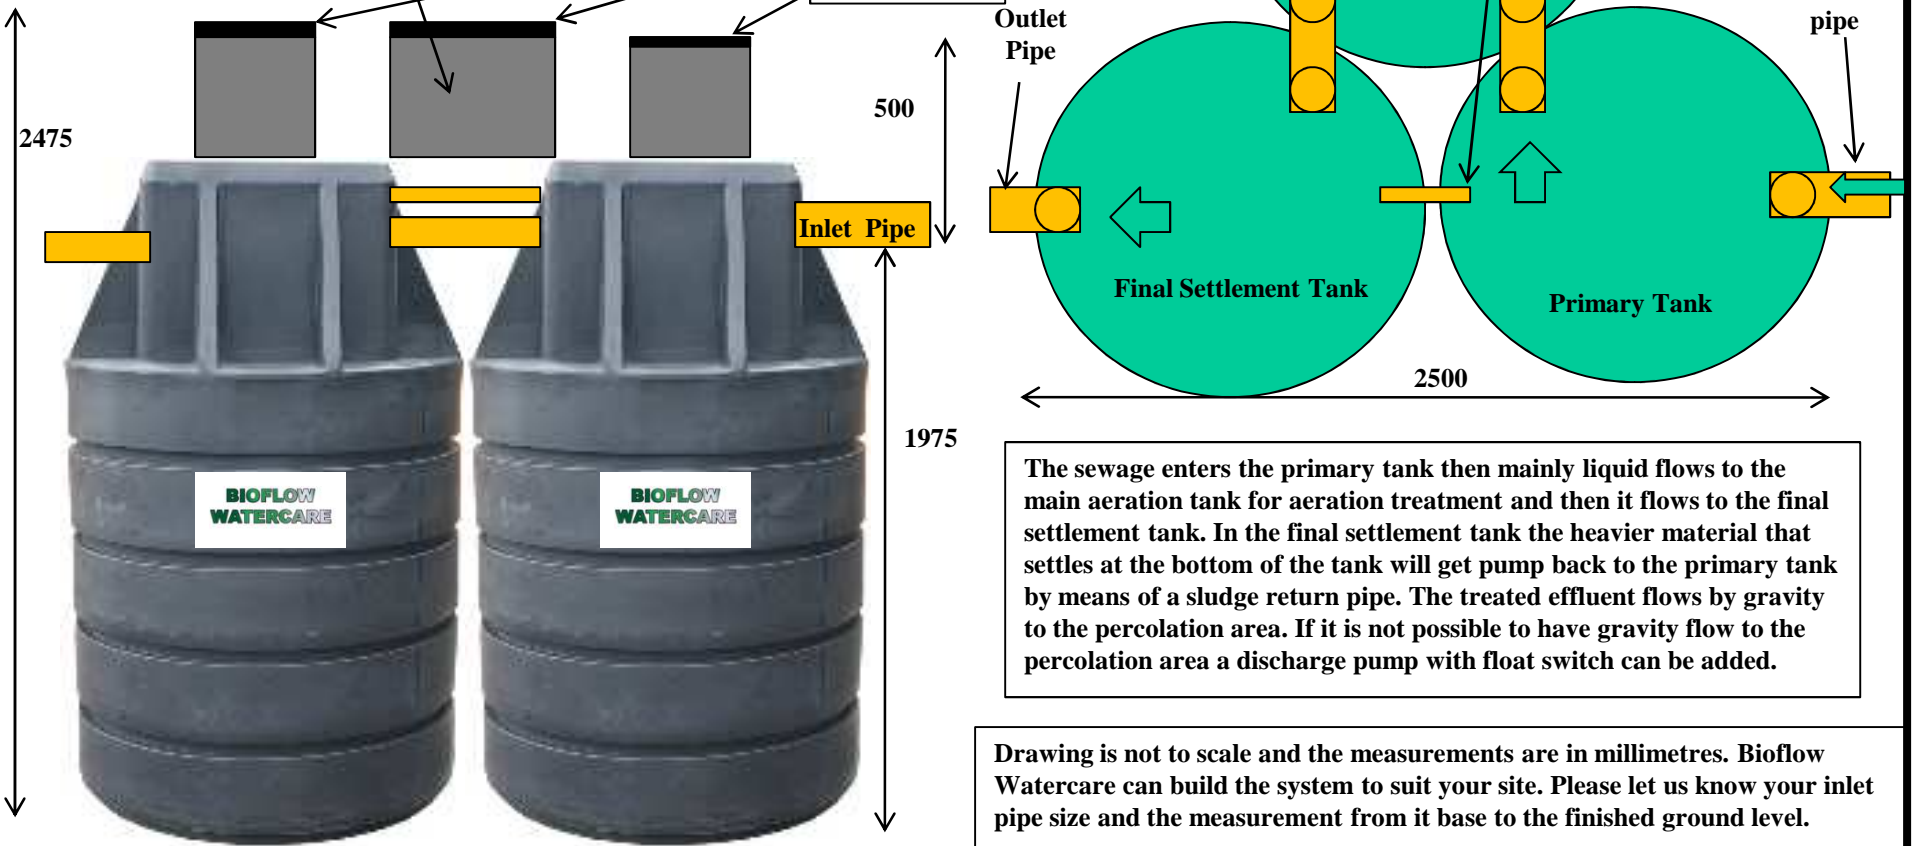 2475
500
Inlet Pipe
1975
BIOFLOW
WATERCARE
BIOFLOW
WATERCARE
Outlet
Pipe
pipe
Final Settlement Tank
Primary Tank
2500
The sewage enters the primary tank then mainly liquid flows to the
main aeration tank for aeration treatment and then it flows to the final
settlement tank. In the final settlement tank the heavier material that
settles at the bottom of the tank will get pump back to the primary tank
by means of a sludge return pipe. The treated effluent flows by gravity
to the percolation area. If it is not possible to have gravity flow to the
percolation area a discharge pump with float switch can be added.
Drawing is not to scale and the measurements are in millimetres. Bioflow
Watercare can build the system to suit your site. Please let us know your inlet
pipe size and the measurement from it base to the finished ground level.